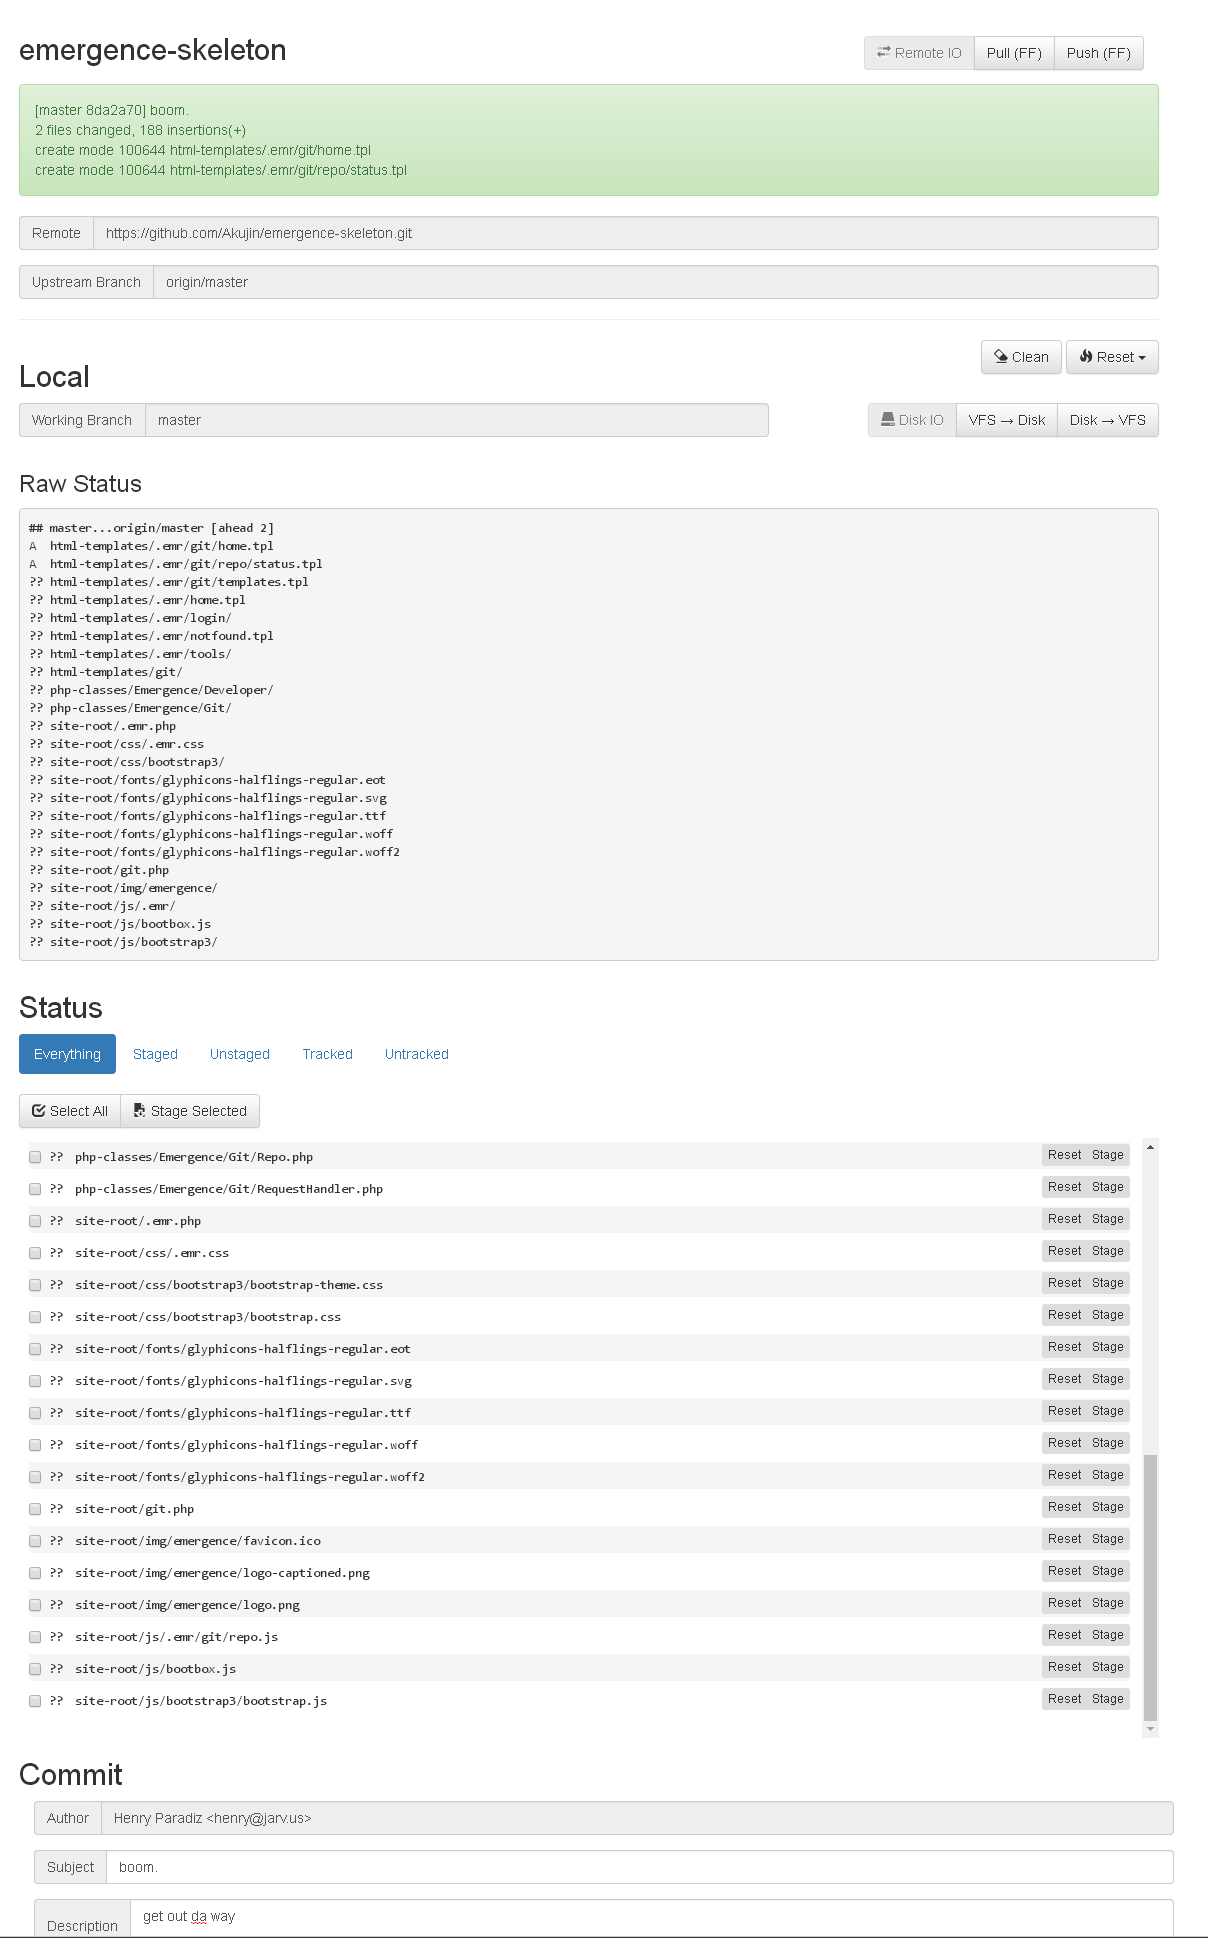 emergence-skeleton
Remote IO Pull (FF) Push (FF)
[master 8da2a70] boom.
2 files changed, 188 insertions(+)
create mode 100644 html-templates/.emr/git/home.tpl
create mode 100644 html-templates/.emr/git/repo/status.tpl
Remote https://github.com/Akujin/emergence-skeleton.git
Upstream Branch origin/master
Clean Reset
Local
Working Branch master Disk IO VFS → Disk Disk → VFS
Raw Status
## master...origin/master [ahead 2]
A  html-templates/.emr/git/home.tpl
A  html-templates/.emr/git/repo/status.tpl
?? html-templates/.emr/git/templates.tpl
?? html-templates/.emr/home.tpl
?? html-templates/.emr/login/
?? html-templates/.emr/notfound.tpl
?? html-templates/.emr/tools/
?? html-templates/git/
?? php-classes/Emergence/Developer/
?? php-classes/Emergence/Git/
?? site-root/.emr.php
?? site-root/css/.emr.css
?? site-root/css/bootstrap3/
?? site-root/fonts/glyphicons-halflings-regular.eot
?? site-root/fonts/glyphicons-halflings-regular.svg
?? site-root/fonts/glyphicons-halflings-regular.ttf
?? site-root/fonts/glyphicons-halflings-regular.woff
?? site-root/fonts/glyphicons-halflings-regular.woff2
?? site-root/git.php
?? site-root/img/emergence/
?? site-root/js/.emr/
?? site-root/js/bootbox.js
?? site-root/js/bootstrap3/
Status
Everything Staged Unstaged Tracked Untracked
Select All Stage Selected
?? php-classes/Emergence/Git/Repo.php Reset Stage
?? php-classes/Emergence/Git/RequestHandler.php Reset Stage
?? site-root/.emr.php Reset Stage
?? site-root/css/.emr.css Reset Stage
?? site-root/css/bootstrap3/bootstrap-theme.css Reset Stage
?? site-root/css/bootstrap3/bootstrap.css Reset Stage
?? site-root/fonts/glyphicons-halflings-regular.eot Reset Stage
?? site-root/fonts/glyphicons-halflings-regular.svg Reset Stage
?? site-root/fonts/glyphicons-halflings-regular.ttf Reset Stage
?? site-root/fonts/glyphicons-halflings-regular.woff Reset Stage
?? site-root/fonts/glyphicons-halflings-regular.woff2 Reset Stage
?? site-root/git.php Reset Stage
?? site-root/img/emergence/favicon.ico Reset Stage
?? site-root/img/emergence/logo-captioned.png Reset Stage
?? site-root/img/emergence/logo.png Reset Stage
?? site-root/js/.emr/git/repo.js Reset Stage
?? site-root/js/bootbox.js Reset Stage
?? site-root/js/bootstrap3/bootstrap.js Reset Stage
Commit
Author Henry Paradiz <henry@jarv.us>
Subject boom.
Description get out da way